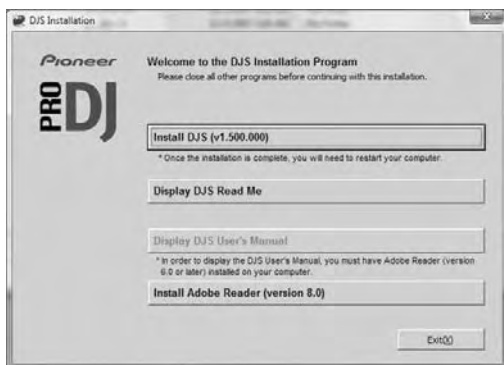 DJS Installation
Pioneer
PRO DJ
Welcome to the DJS Installation Program
Please close all other programs before continuing with this installation.
Install DJS (v1.500.000)
* Once the installation is complete, you will need to restart your computer.
Display DJS Read Me
Display DJS User's Manual
* In order to display the DJS User's Manual, you must have Adobe Reader (version
6.0 or later) installed on your computer.
Install Adobe Reader (version 8.0)
Exit(X)